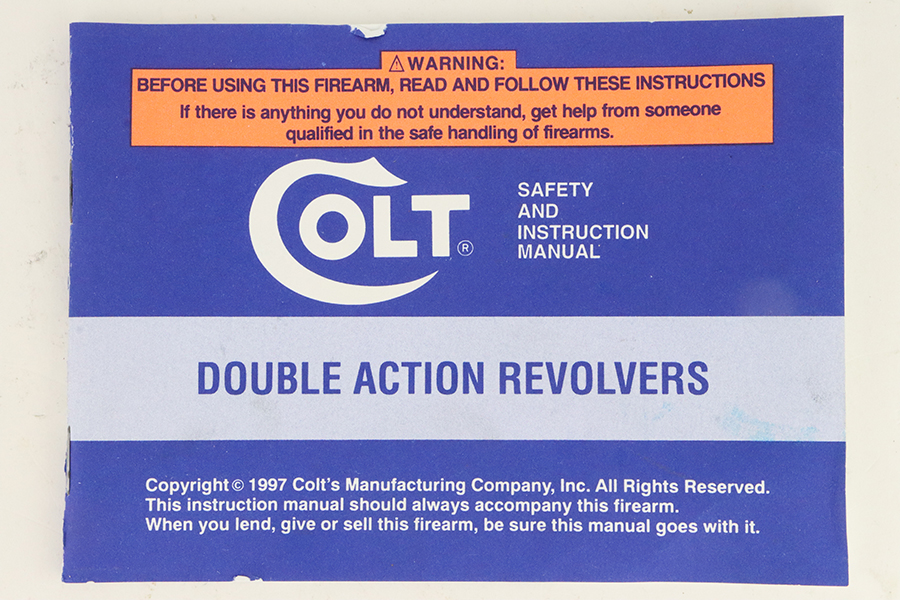 ⚠WARNING:
BEFORE USING THIS FIREARM, READ AND FOLLOW THESE INSTRUCTIONS
If there is anything you do not understand, get help from someone
qualified in the safe handling of firearms.
COLT®
SAFETY
AND
INSTRUCTION
MANUAL
DOUBLE ACTION REVOLVERS
Copyright © 1997 Colt's Manufacturing Company, Inc. All Rights Reserved.
This instruction manual should always accompany this firearm.
When you lend, give or sell this firearm, be sure this manual goes with it.